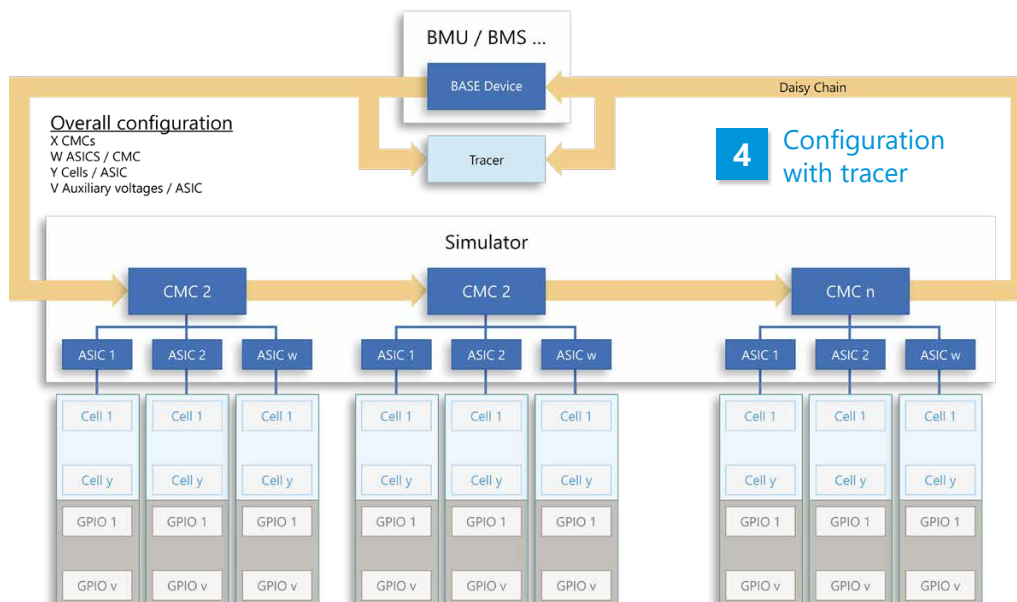 BMU / BMS ...
BASE Device
Daisy Chain
Tracer
Overall configuration
X CMCs
W ASICS / CMC
Y Cells / ASIC
V Auxiliary voltages / ASIC
4
Configuration
with tracer
Simulator
CMC 2
CMC 2
CMC n
ASIC 1
ASIC 2
ASIC w
ASIC 1
ASIC 2
ASIC w
ASIC 1
ASIC 2
ASIC w
Cell 1
Cell 1
Cell 1
Cell 1
Cell 1
Cell 1
Cell 1
Cell 1
Cell 1
Cell y
Cell y
Cell y
Cell y
Cell y
Cell y
Cell y
Cell y
Cell y
GPIO 1
GPIO 1
GPIO 1
GPIO 1
GPIO 1
GPIO 1
GPIO 1
GPIO 1
GPIO 1
GPIO v
GPIO v
GPIO v
GPIO v
GPIO v
GPIO v
GPIO v
GPIO v
GPIO v